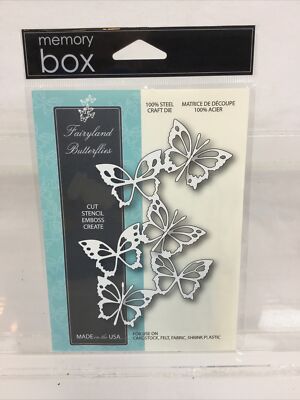 memory
box
100% STEEL
CRAFT DIE
MATRICE DE DÉCOUPE
100% ACIER
Fairyland
Butterflies
CUT
STENCIL
EMBOSS
CREATE
MADE in the USA
FOR USE ON
CARDSTOCK, FELT, FABRIC, SHRINK PLASTIC